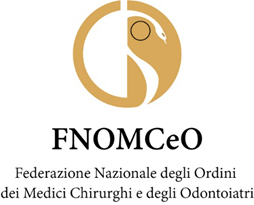 FNOMCeO
Federazione Nazionale degli Ordini
dei Medici Chirurghi e degli Odontoiatri